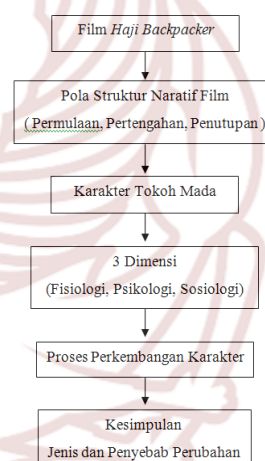 Film Haji Backpacker
Pola Struktur Naratif Film
( Permulaan, Pertengahan, Penutupan )
Karakter Tokoh Mada
3 Dimensi
(Fisiologi, Psikologi, Sosiologi)
Proses Perkembangan Karakter
Kesimpulan
Jenis dan Penyebab Perubahan